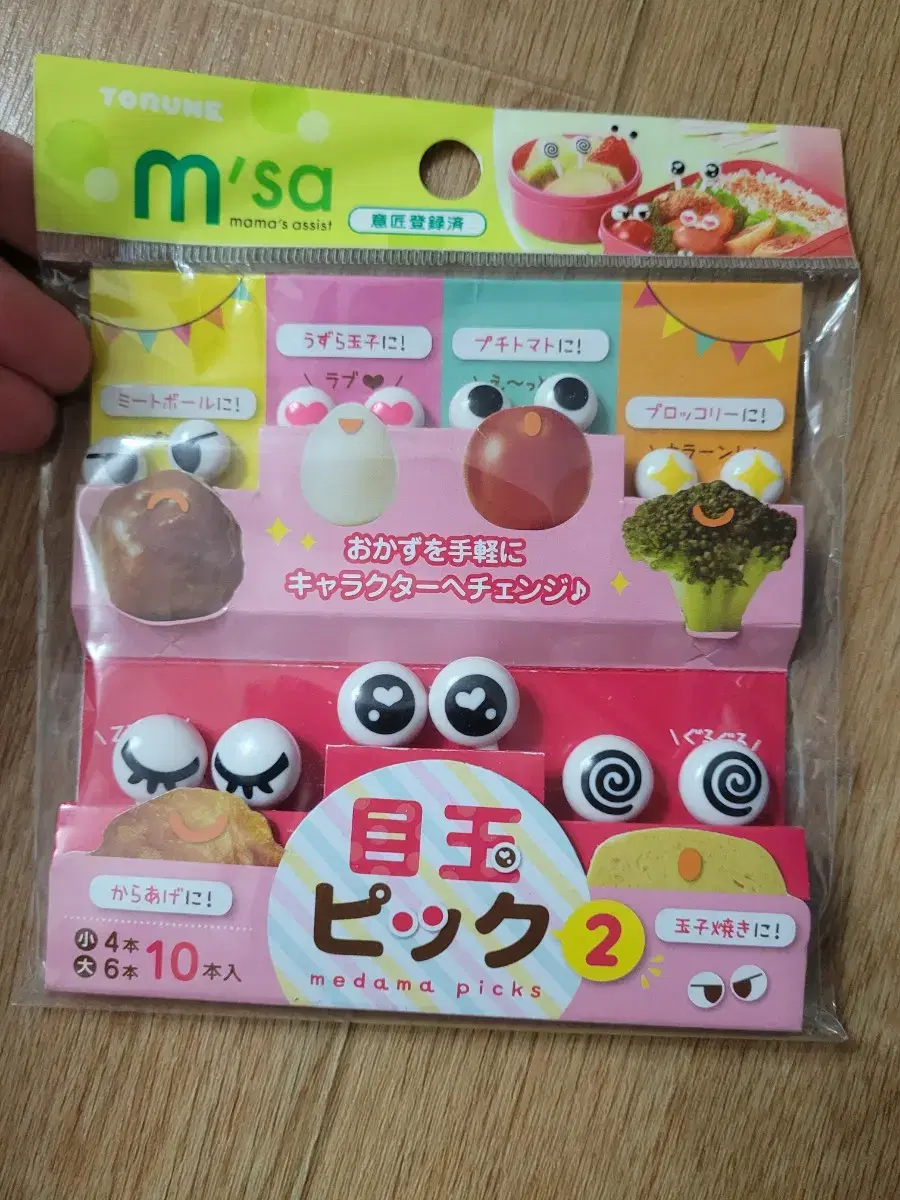 TORUNE
m'sa
mama's assist
意匠登録済
うずら玉子に!
プチトマトに!
ミートボールに!
ブロッコリーに!
ラブ♥
え、〜っ
おかずを手軽に
キャラクターへチェンジ♪
ぐるぐる
目玉
ピック2
medama picks
からあげに!
小4本
大6本
10本入
玉子焼きに!